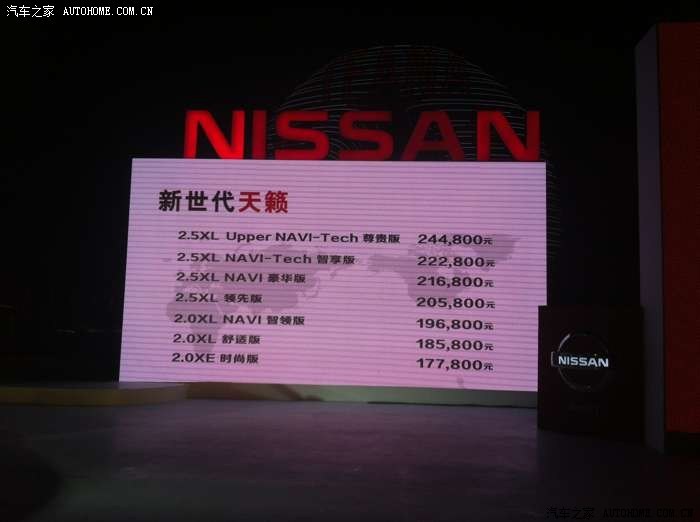 汽车之家 AUTOHOME.COM.CN
NISSAN
新世代天籁
2.5XL Upper NAVI-Tech 尊贵版 244,800元
2.5XL NAVI-Tech 智享版 222,800元
2.5XL NAVI 豪华版 216,800元
2.5XL 领先版 205,800元
2.0XL NAVI 智领版 196,800元
2.0XL 舒适版 185,800元
2.0XE 时尚版 177,800元
NISSAN
汽车之家 AUTOHOME.COM.CN